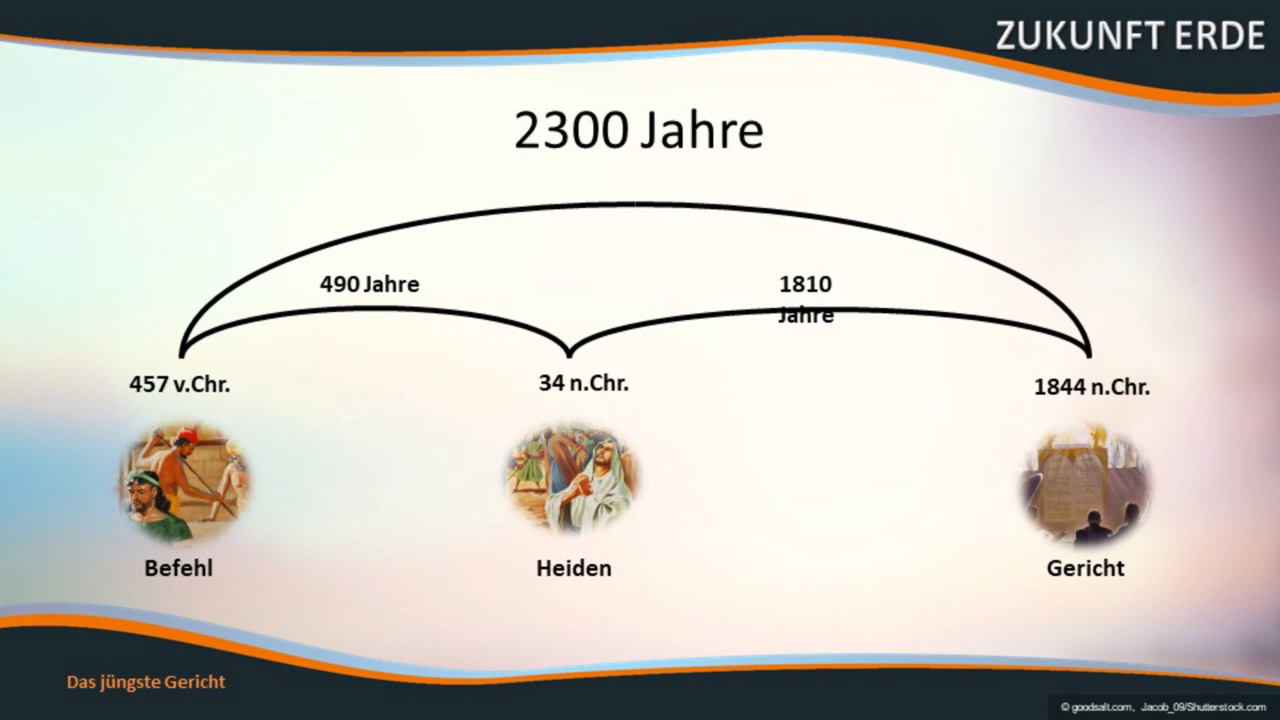 ZUKUNFT ERDE
2300 Jahre
490 Jahre
1810
Jahre
457 v.Chr.
34 n.Chr.
1844 n.Chr.
Befehl
Heiden
Gericht
Das jüngste Gericht
© goodsalt.com, Jacob_09/Shutterstock.com